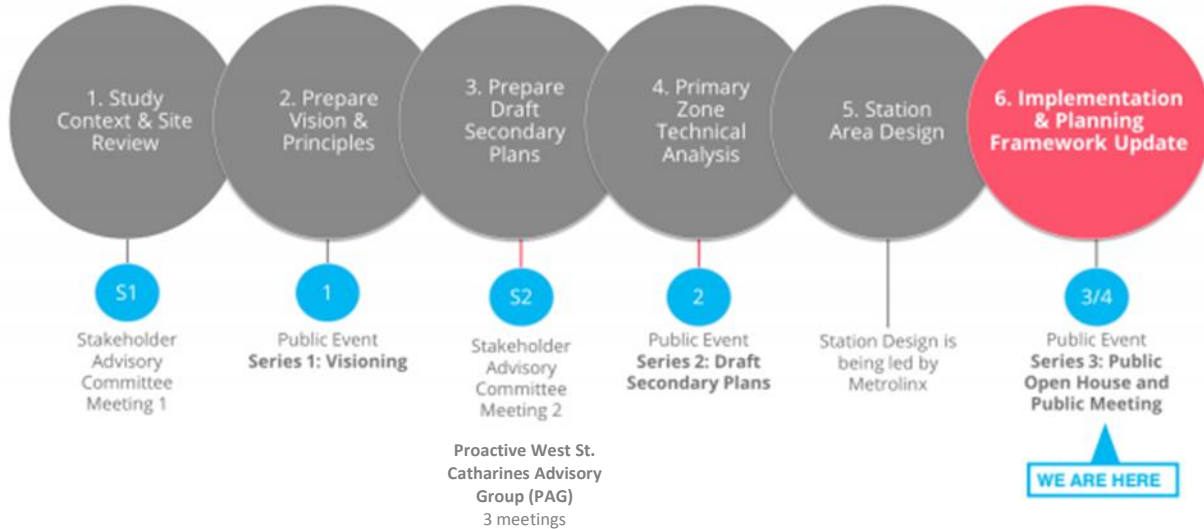 1. Study
Context & Site
Review
2. Prepare
Vision &
Principles
3. Prepare
Draft
Secondary
Plans
4. Primary
Zone
Technical
Analysis
5. Station
Area Design
6. Implementation
& Planning
Framework Update
S1
Stakeholder
Advisory
Committee
Meeting 1
1
Public Event
Series 1: Visioning
S2
Stakeholder
Advisory
Committee
Meeting 2
Proactive West St.
Catharines Advisory
Group (PAG)
3 meetings
2
Public Event
Series 2: Draft
Secondary Plans
Station Design is
being led by
Metrolinx
3/4
Public Event
Series 3: Public
Open House and
Public Meeting
WE ARE HERE